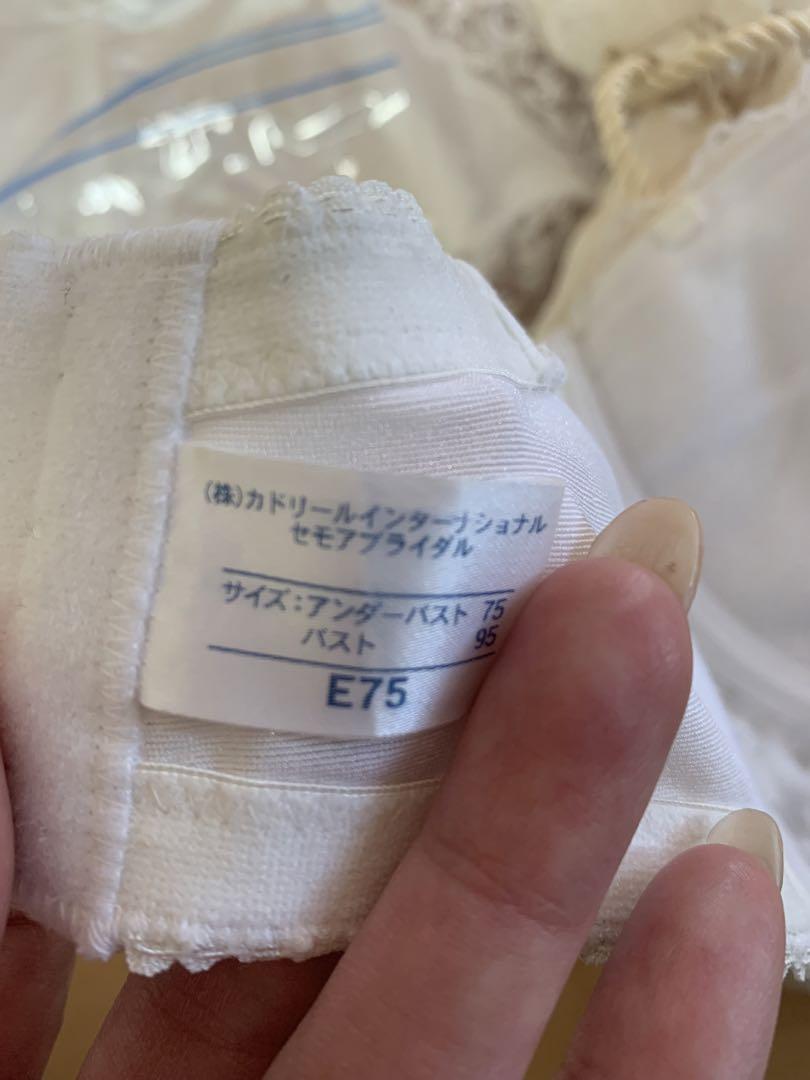 (株)カドリールインターナショナル
セモアブライダル
サイズ：アンダーバスト 75
バスト 95
E75